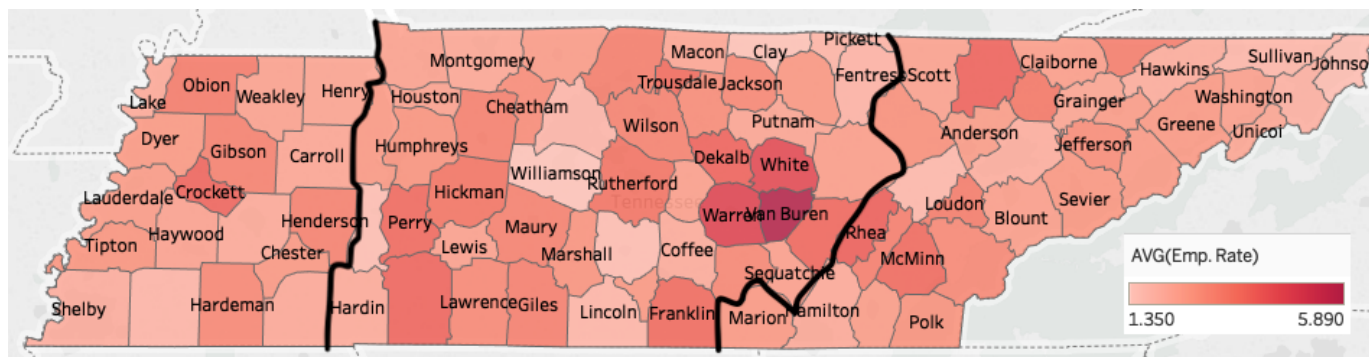 Pickett
Macon
Clay
Montgomery
Sullivan
Johnso
Claiborne
Hawkins
Fentress
Scott
Obion
Trousdale
Jackson
Henry
Weakley
Houston
Washington
Lake
Cheatham
Grainger
Putnam
Wilson
Greene
Unicoi
Dyer
Anderson
Jefferson
Humphreys
Gibson
Carroll
Dekalb
White
Williamson
Rutherford
Crockett
Hickman
Lauderdale
Sevier
Tennessee
Loudon
Warren
Van Buren
Blount
Henderson
Perry
Maury
Haywood
Rhea
Tipton
Lewis
Marshall
Coffee
Chester
McMinn
Sequatchie
AVG(Emp. Rate)
Shelby
Hardeman
Hardin
Lawrence
Giles
Lincoln
Franklin
Marion
Hamilton
Polk
1.350
5.890